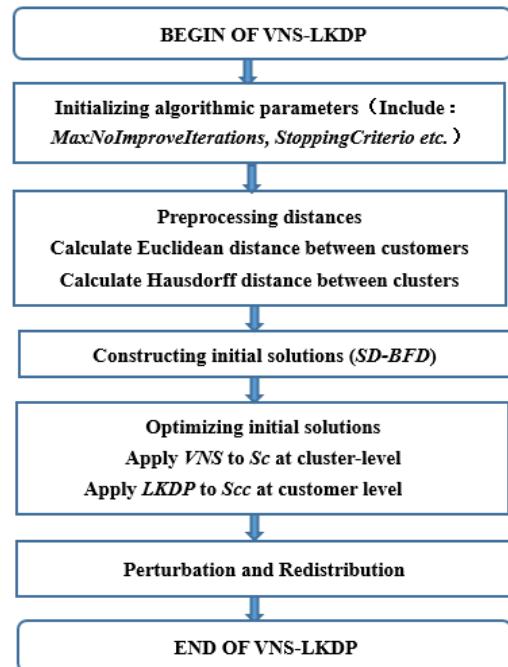 BEGIN OF VNS-LKDP
Initializing algorithmic parameters（Include：
MaxNoImproveIterations, StoppingCriterio etc.）
Preprocessing distances
Calculate Euclidean distance between customers
Calculate Hausdorff distance between clusters
Constructing initial solutions (SD-BFD)
Optimizing initial solutions
Apply VNS to Sc at cluster-level
Apply LKDP to Scc at customer level
Perturbation and Redistribution
END OF VNS-LKDP